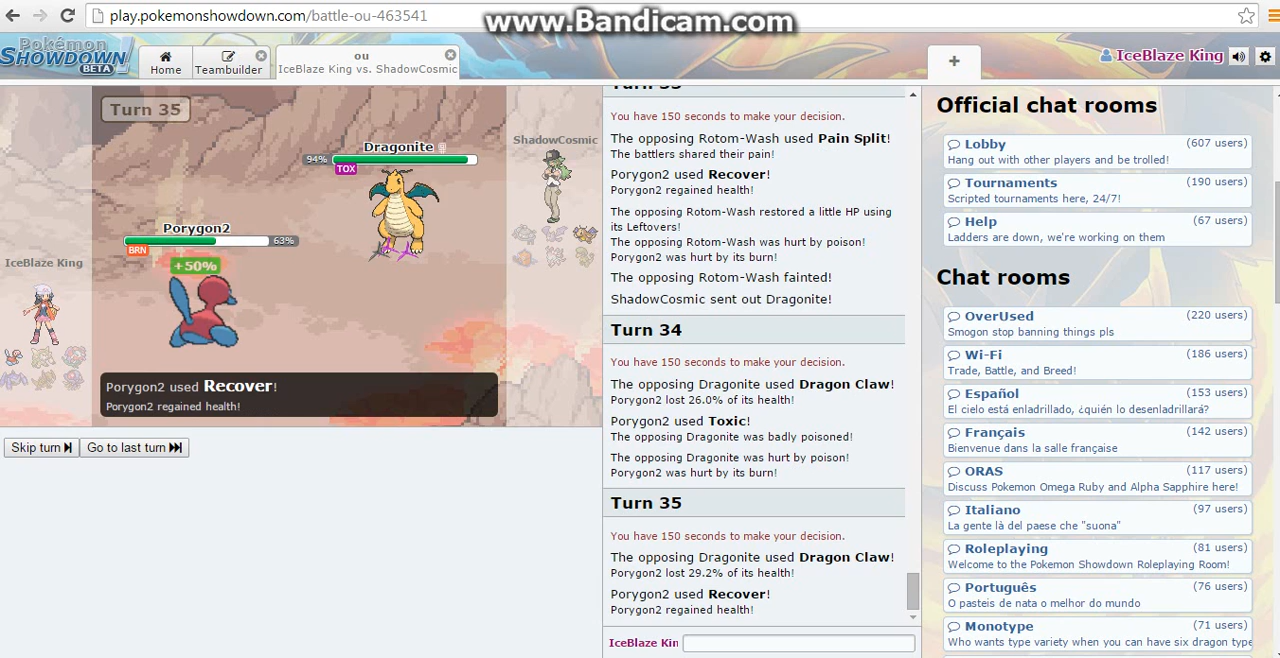 play.pokemonshowdown.com/battle-ou-463541
www.Bandicam.com
Pokémon
SHOWDOWN
BETA
Home
Teambuilder
ou
IceBlaze King vs. ShadowCosmic
+
IceBlaze King
Turn 35
ShadowCosmic
Dragonite
94%
TOX
Porygon2
63%
BRN
+50%
IceBlaze King
Porygon2 used Recover!
Porygon2 regained health!
Skip turn
Go to last turn
You have 150 seconds to make your decision.
The opposing Rotom-Wash used Pain Split!
The battlers shared their pain!
Porygon2 used Recover!
Porygon2 regained health!
The opposing Rotom-Wash restored a little HP using
its Leftovers!
The opposing Rotom-Wash was hurt by poison!
Porygon2 was hurt by its burn!
The opposing Rotom-Wash fainted!
ShadowCosmic sent out Dragonite!
Turn 34
You have 150 seconds to make your decision.
The opposing Dragonite used Dragon Claw!
Porygon2 lost 26.0% of its health!
Porygon2 used Toxic!
The opposing Dragonite was badly poisoned!
The opposing Dragonite was hurt by poison!
Porygon2 was hurt by its burn!
Turn 35
You have 150 seconds to make your decision.
The opposing Dragonite used Dragon Claw!
Porygon2 lost 29.2% of its health!
Porygon2 used Recover!
Porygon2 regained health!
IceBlaze Kin
Official chat rooms
Lobby (607 users)
Hang out with other players and be trolled!
Tournaments (190 users)
Scripted tournaments here, 24/7!
Help (67 users)
Ladders are down, we're working on them
Chat rooms
OverUsed (220 users)
Smogon stop banning things pls
Wi-Fi (186 users)
Trade, Battle, and Breed!
Español (153 users)
El cielo está enladrillado, ¿quién lo desenladrillará?
Français (142 users)
Bienvenue dans la salle française
ORAS (117 users)
Discuss Pokemon Omega Ruby and Alpha Sapphire here!
Italiano (97 users)
La gente là del paese che "suona"
Roleplaying (81 users)
Welcome to the Pokemon Showdown Roleplaying Room!
Português (76 users)
O pasteis de nata o melhor do mundo
Monotype (71 users)
Who wants type variety when you can have six dragon type